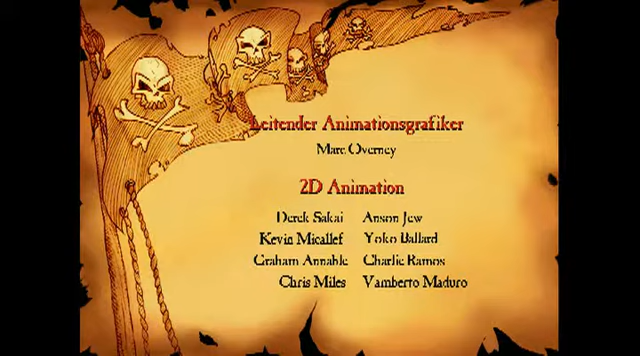 Leitender Animationsgrafiker
Marc Overney
2D Animation
Derek Sakai Anson Jew
Kevin Micallef Yoko Ballard
Graham Annable Charlie Ramos
Chris Miles Vamberto Maduro